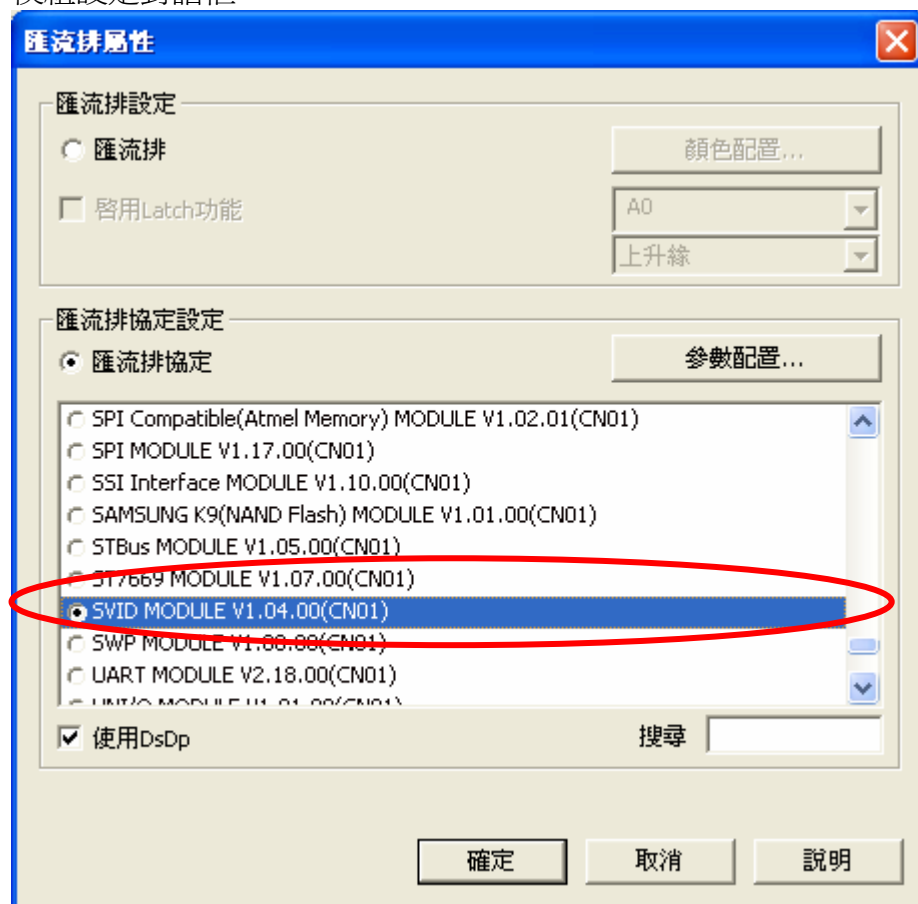 匯流排屬性
匯流排設定
匯流排
顏色配置...
啓用Latch功能
A0
上升緣
匯流排協定設定
匯流排協定
參數配置...
SPI Compatible(Atmel Memory) MODULE V1.02.01(CN01)
SPI MODULE V1.17.00(CN01)
SSI Interface MODULE V1.10.00(CN01)
SAMSUNG K9(NAND Flash) MODULE V1.01.00(CN01)
STBus MODULE V1.05.00(CN01)
ST7669 MODULE V1.07.00(CN01)
SVID MODULE V1.04.00(CN01)
SWP MODULE V1.00.00(CN01)
UART MODULE V2.18.00(CN01)
使用DsDp
搜尋
確定
取消
說明